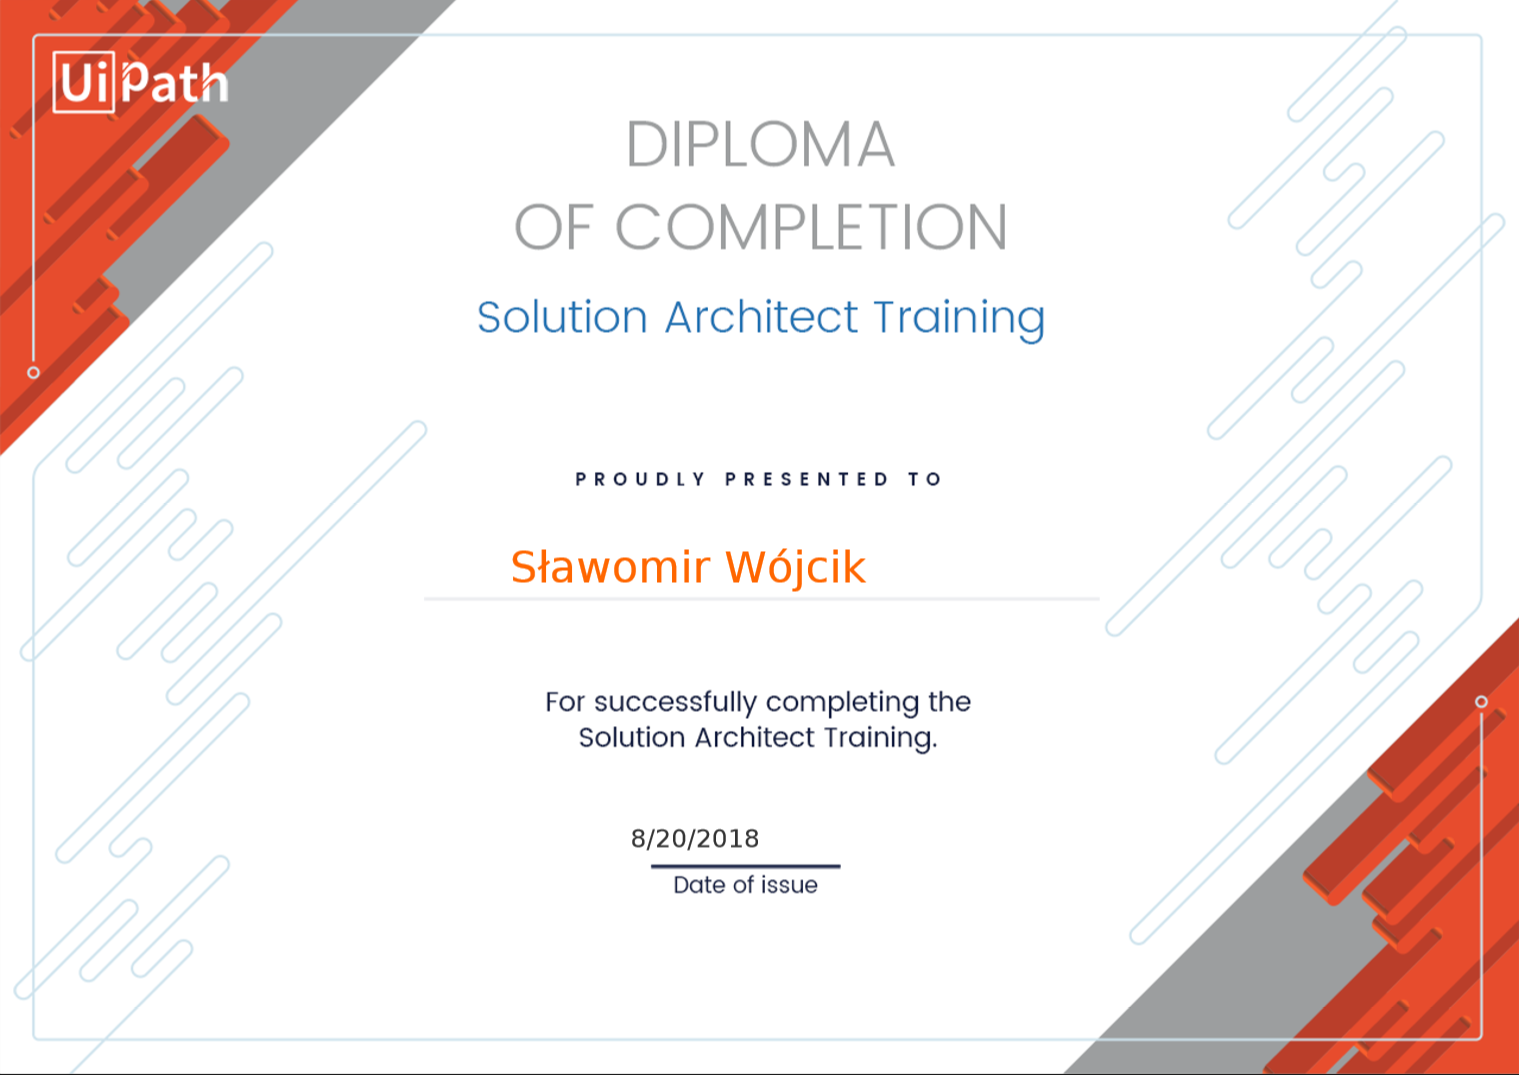 UiPath
DIPLOMA
OF COMPLETION
Solution Architect Training
PROUDLY PRESENTED TO
Sławomir Wójcik
For successfully completing the
Solution Architect Training.
8/20/2018
Date of issue